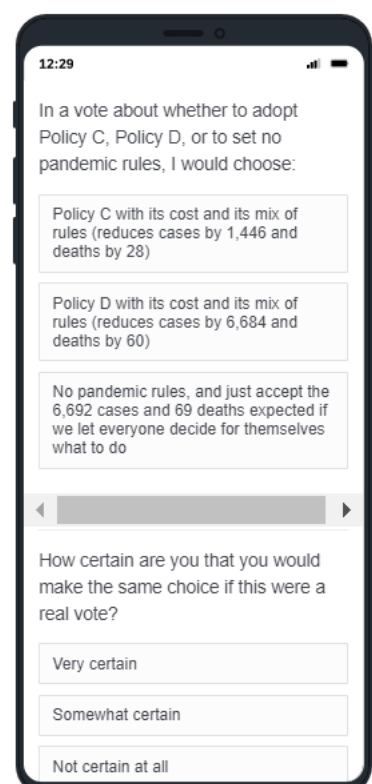 12:29
In a vote about whether to adopt
Policy C, Policy D, or to set no
pandemic rules, I would choose:
Policy C with its cost and its mix of
rules (reduces cases by 1,446 and
deaths by 28)
Policy D with its cost and its mix of
rules (reduces cases by 6,684 and
deaths by 60)
No pandemic rules, and just accept the
6,692 cases and 69 deaths expected if
we let everyone decide for themselves
what to do
How certain are you that you would
make the same choice if this were a
real vote?
Very certain
Somewhat certain
Not certain at all